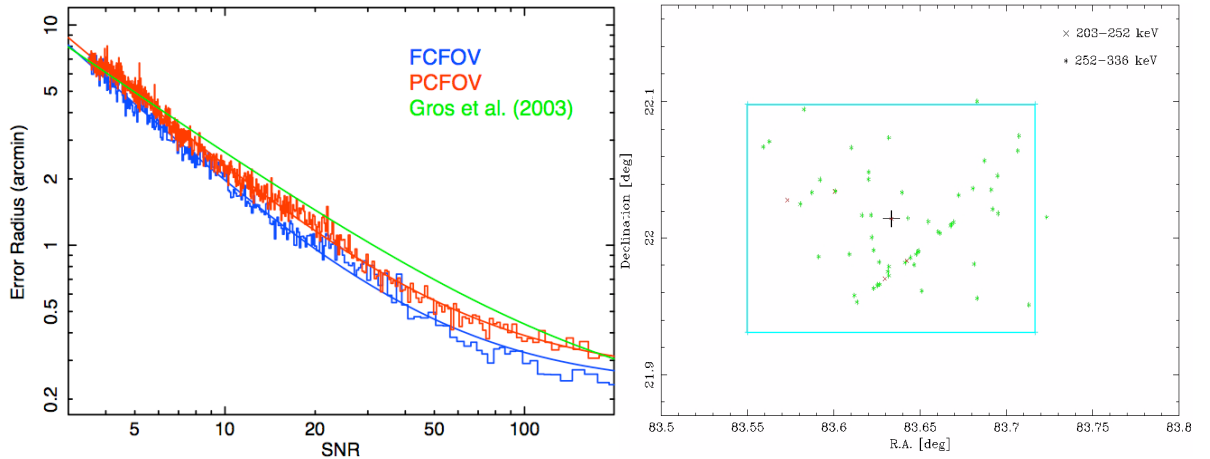 10
5
2
1
0.5
0.2
Error Radius (arcmin)
FCFOV
PCFOV
Gros et al. (2003)
5 10 20 50 100
SNR
22.1
22
21.9
Declina-ion [deg]
× 203-252 keV
* 252-336 keV
83.5 83.55 83.6 83.65 83.7 83.75 83.8
R.A. [deg]